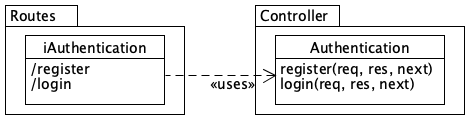 Routes
iAuthentication
/register
/login
«uses»
Controller
Authentication
register(req, res, next)
login(req, res, next)